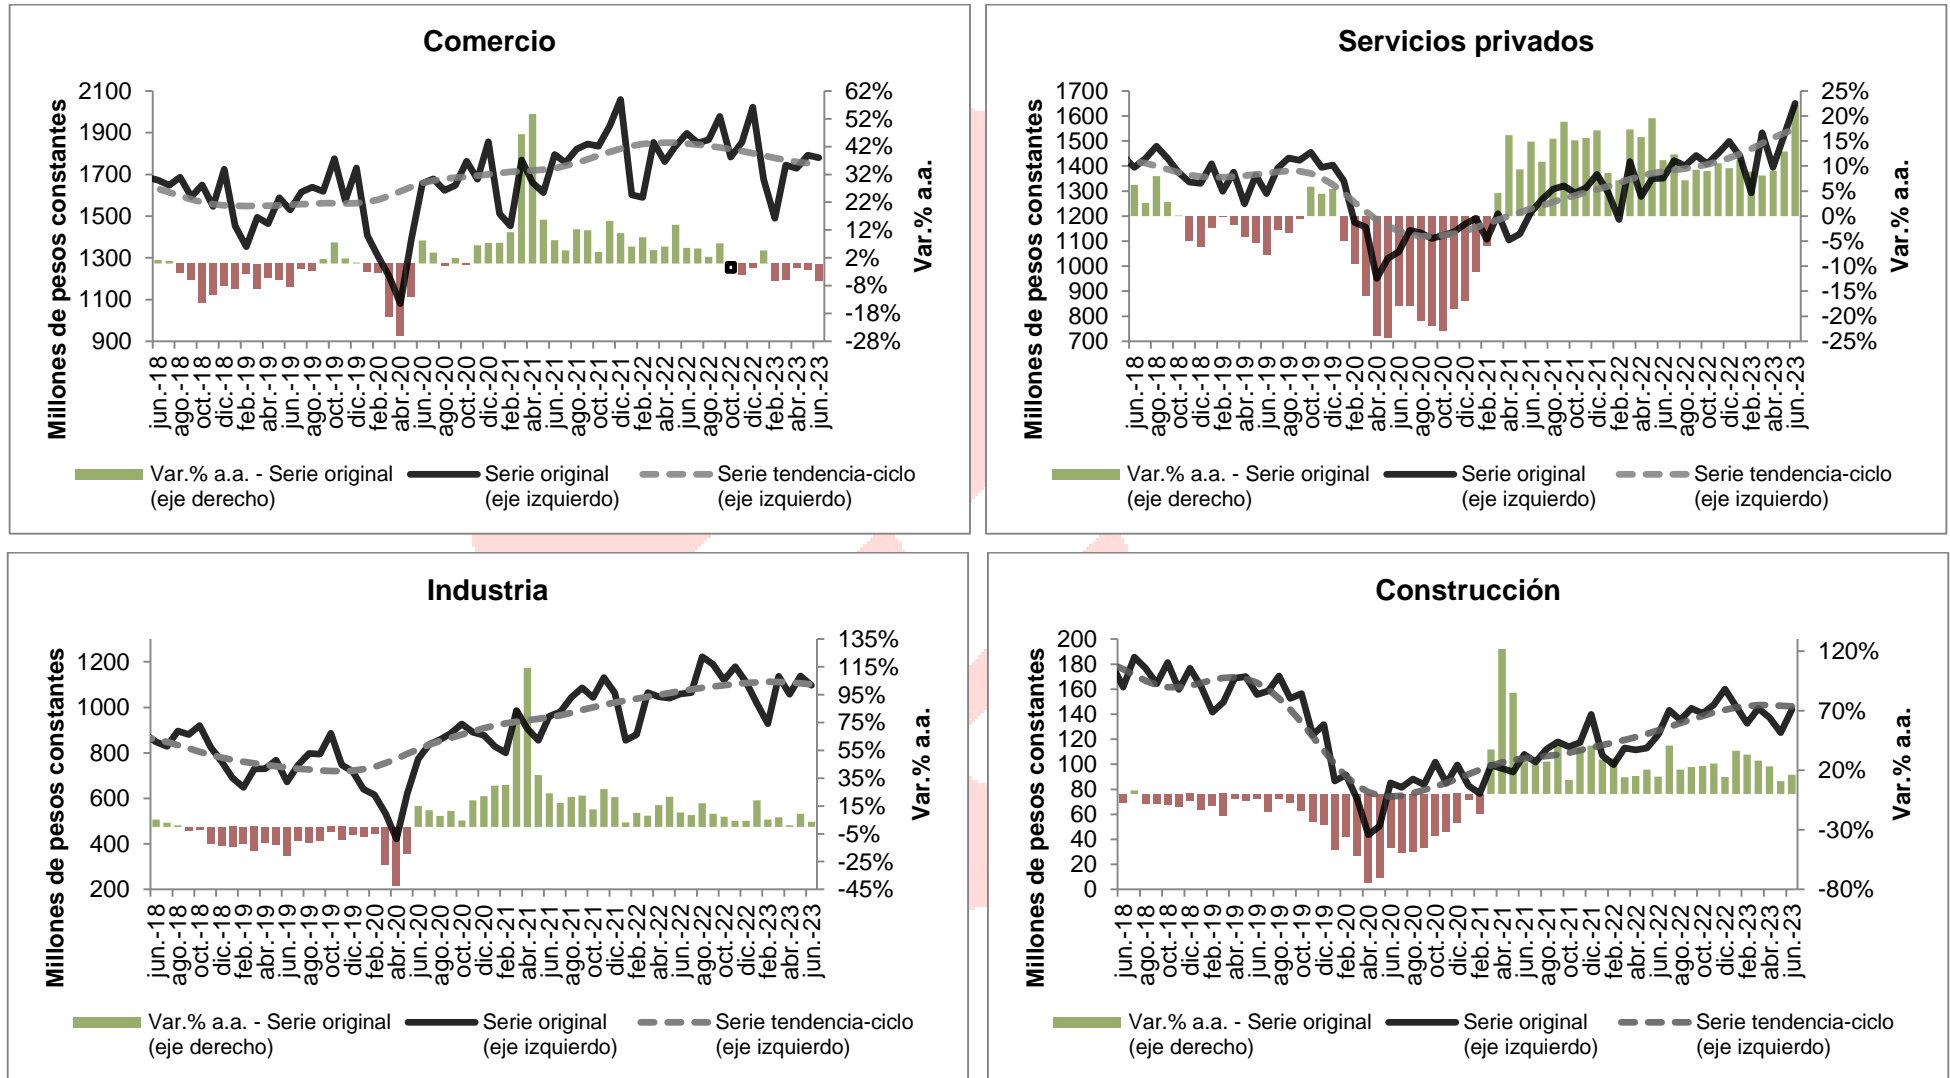 Comercio
Millones de pesos constantes
2100
1900
1700
1500
1300
1100
900
62%
52%
42%
32%
22%
12%
2%
-8%
-18%
-28%
Var.% a.a.
jun.-18
ago.-18
oct.-18
dic.-18
feb.-19
abr.-19
jun.-19
ago.-19
oct.-19
dic.-19
feb.-20
abr.-20
jun.-20
ago.-20
oct.-20
dic.-20
feb.-21
abr.-21
jun.-21
ago.-21
oct.-21
dic.-21
feb.-22
abr.-22
jun.-22
ago.-22
oct.-22
dic.-22
feb.-23
abr.-23
jun.-23
Var.% a.a. - Serie original
(eje derecho)
Serie original
(eje izquierdo)
Serie tendencia-ciclo
(eje izquierdo)
Servicios privados
Millones de pesos constantes
1700
1600
1500
1400
1300
1200
1100
1000
900
800
700
25%
20%
15%
10%
5%
0%
-5%
-10%
-15%
-20%
-25%
Var.% a.a.
jun.-18
ago.-18
oct.-18
dic.-18
feb.-19
abr.-19
jun.-19
ago.-19
oct.-19
dic.-19
feb.-20
abr.-20
jun.-20
ago.-20
oct.-20
dic.-20
feb.-21
abr.-21
jun.-21
ago.-21
oct.-21
dic.-21
feb.-22
abr.-22
jun.-22
ago.-22
oct.-22
dic.-22
feb.-23
abr.-23
jun.-23
Var.% a.a. - Serie original
(eje derecho)
Serie original
(eje izquierdo)
Serie tendencia-ciclo
(eje izquierdo)
Industria
Millones de pesos constantes
1200
1000
800
600
400
200
135%
115%
95%
75%
55%
35%
15%
-5%
-25%
-45%
Var.% a.a.
jun.-18
ago.-18
oct.-18
dic.-18
feb.-19
abr.-19
jun.-19
ago.-19
oct.-19
dic.-19
feb.-20
abr.-20
jun.-20
ago.-20
oct.-20
dic.-20
feb.-21
abr.-21
jun.-21
ago.-21
oct.-21
dic.-21
feb.-22
abr.-22
jun.-22
ago.-22
oct.-22
dic.-22
feb.-23
abr.-23
jun.-23
Var.% a.a. - Serie original
(eje derecho)
Serie original
(eje izquierdo)
Serie tendencia-ciclo
(eje izquierdo)
Construcción
Millones de pesos constantes
200
180
160
140
120
100
80
60
40
20
0
120%
70%
20%
-30%
-80%
Var.% a.a.
jun.-18
ago.-18
oct.-18
dic.-18
feb.-19
abr.-19
jun.-19
ago.-19
oct.-19
dic.-19
feb.-20
abr.-20
jun.-20
ago.-20
oct.-20
dic.-20
feb.-21
abr.-21
jun.-21
ago.-21
oct.-21
dic.-21
feb.-22
abr.-22
jun.-22
ago.-22
oct.-22
dic.-22
feb.-23
abr.-23
jun.-23
Var.% a.a. - Serie original
(eje derecho)
Serie original
(eje izquierdo)
Serie tendencia-ciclo
(eje izquierdo)